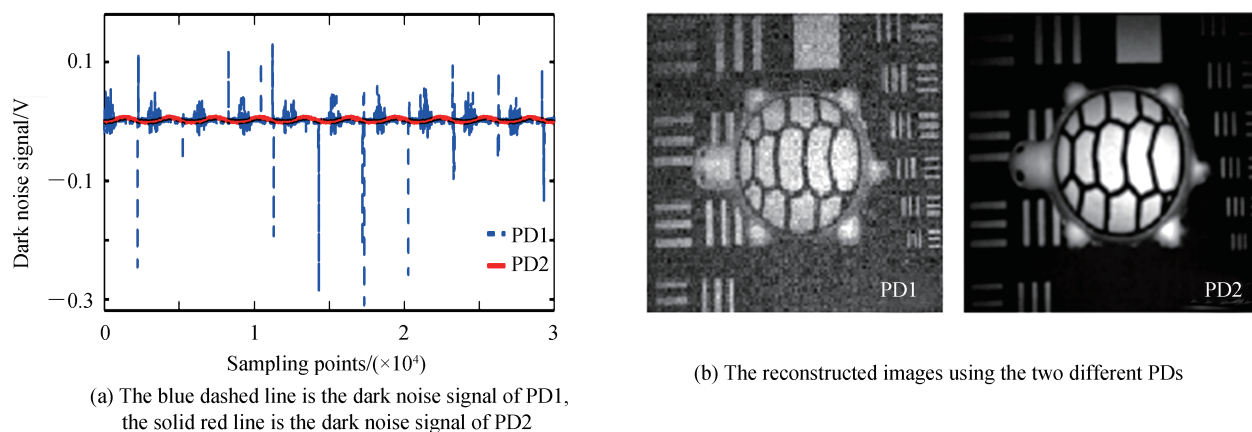 0.1
−0.1
−0.3
Dark noise signal/V
PD1
PD2
0 1 2 3
Sampling points/(×10⁴)
(a) The blue dashed line is the dark noise signal of PD1,
the solid red line is the dark noise signal of PD2
PD1
PD2
(b) The reconstructed images using the two different PDs